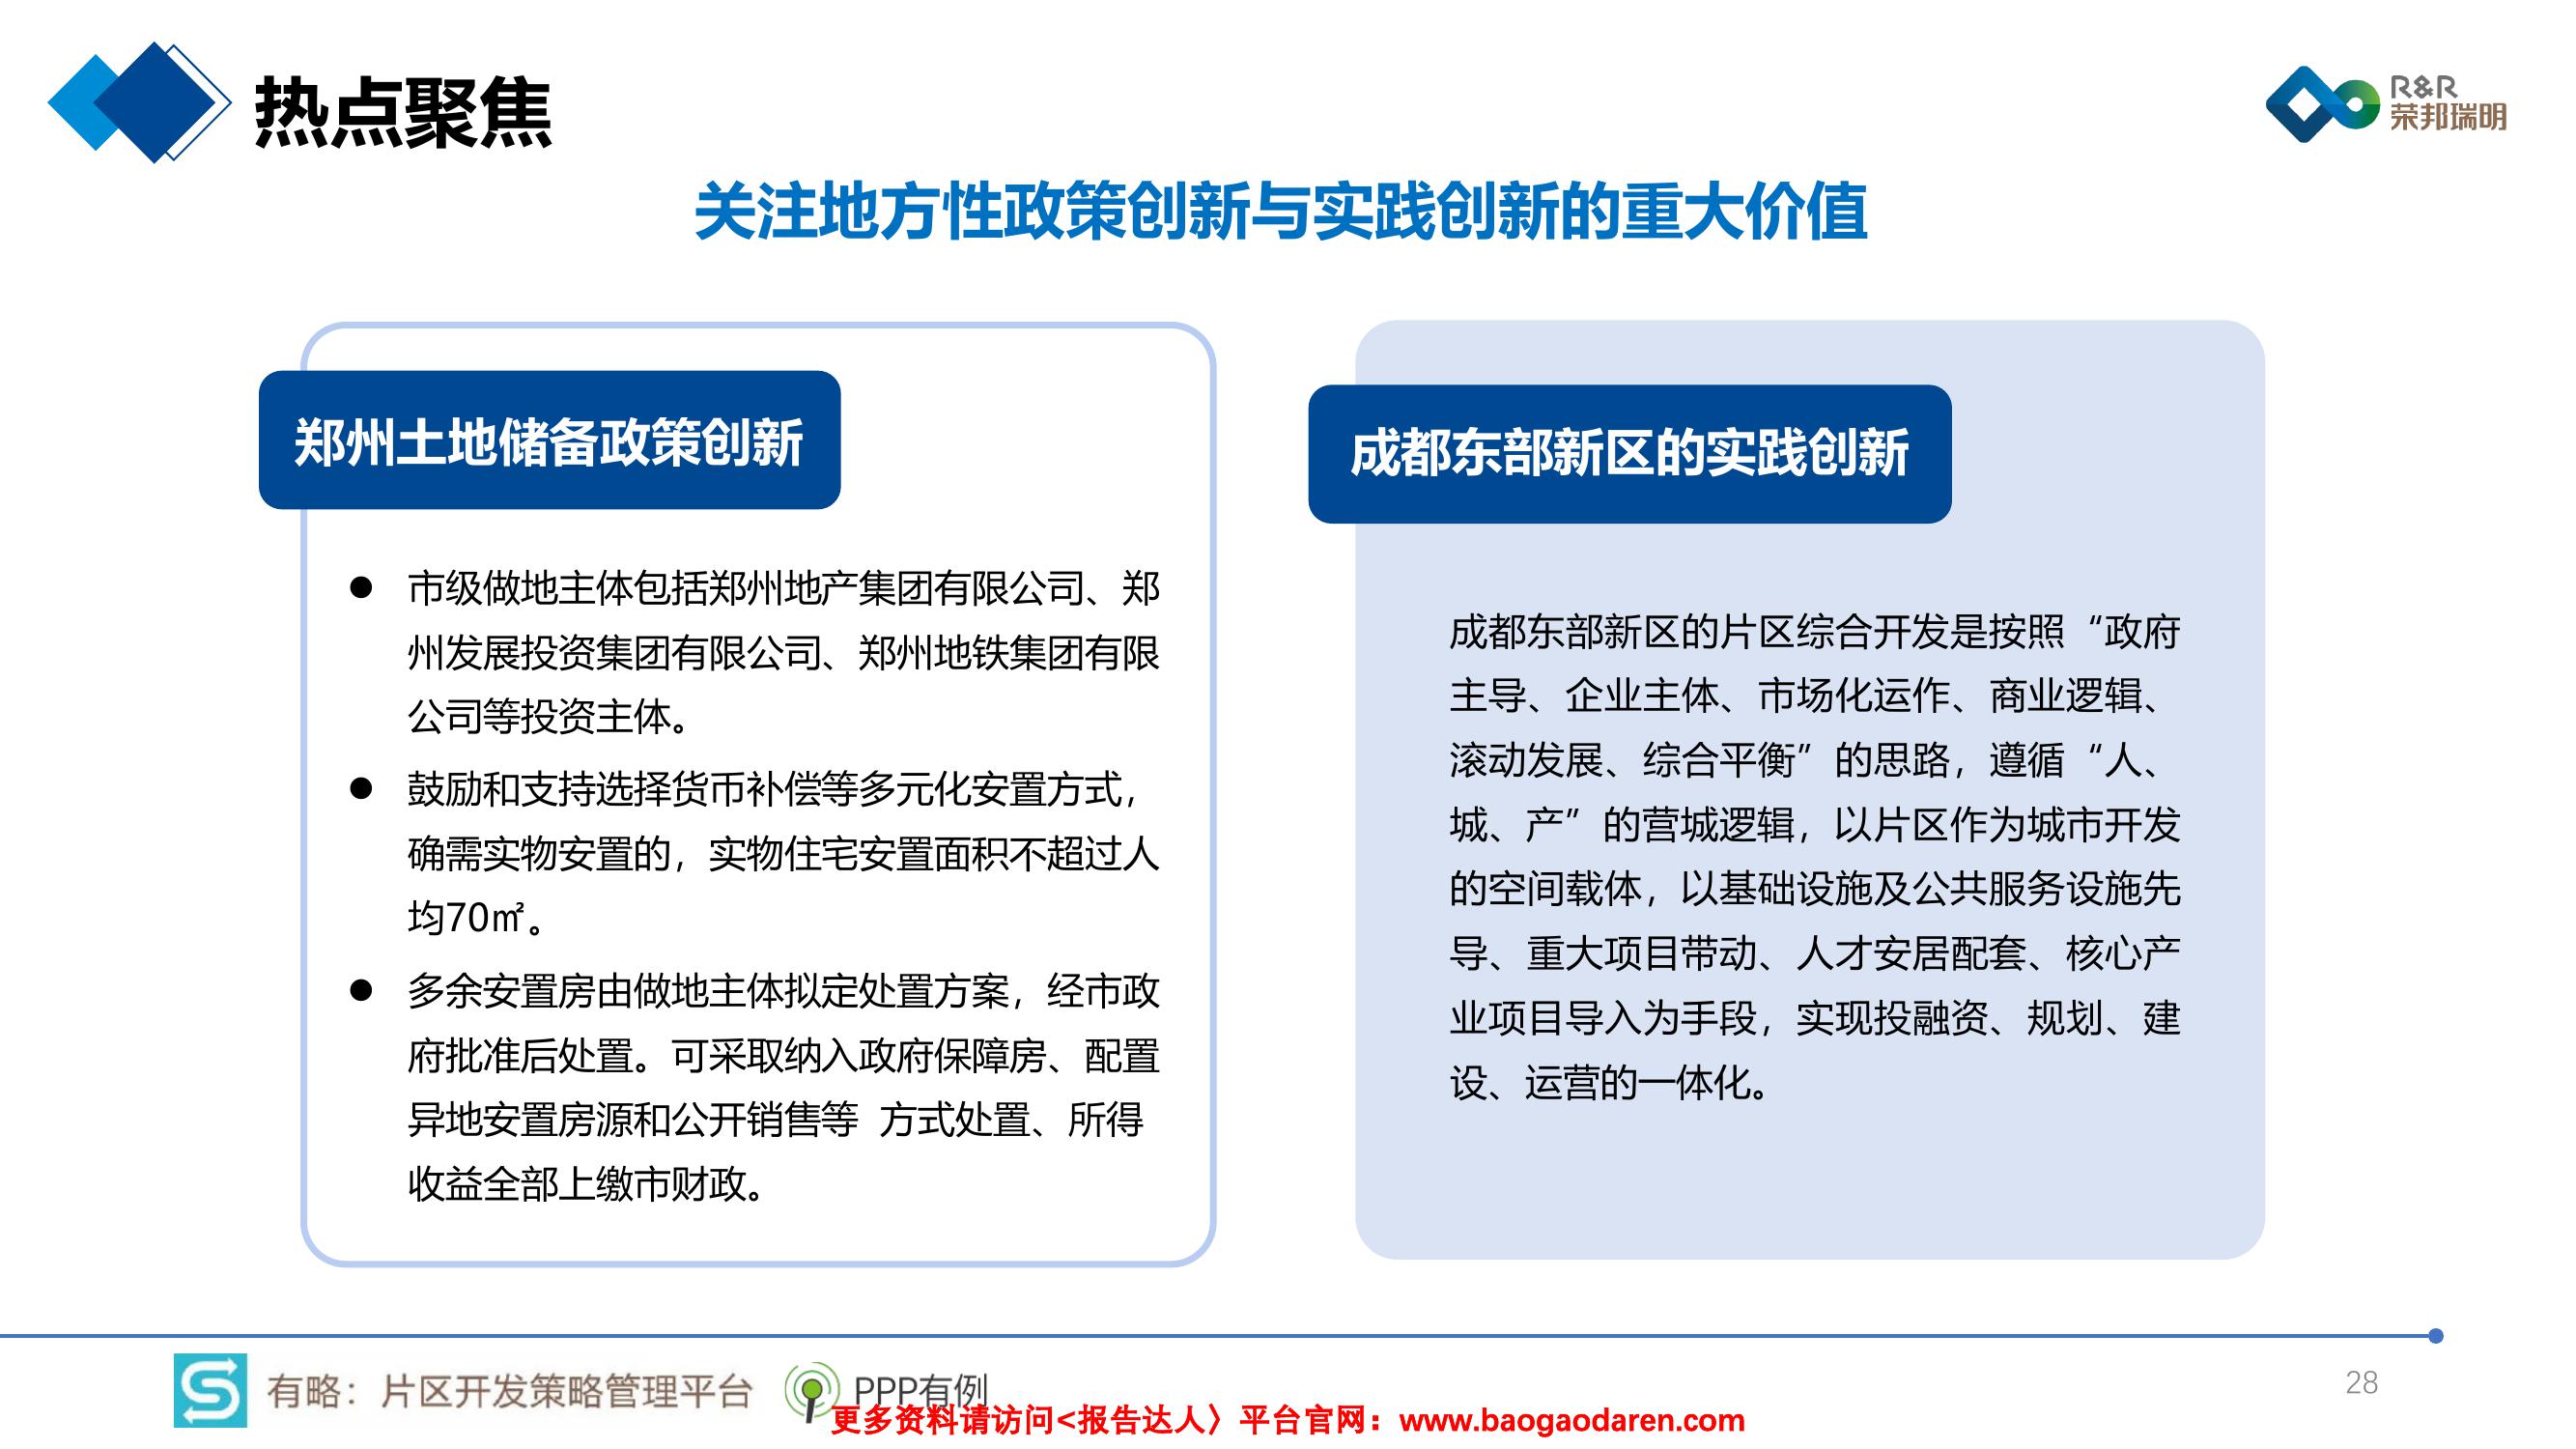 热点聚焦
R&R
荣邦瑞明
关注地方性政策创新与实践创新的重大价值
郑州土地储备政策创新
● 市级做地主体包括郑州地产集团有限公司、郑
州发展投资集团有限公司、郑州地铁集团有限
公司等投资主体。
● 鼓励和支持选择货币补偿等多元化安置方式，
确需实物安置的，实物住宅安置面积不超过人
均70㎡。
● 多余安置房由做地主体拟定处置方案，经市政
府批准后处置。可采取纳入政府保障房、配置
异地安置房源和公开销售等 方式处置、所得
收益全部上缴市财政。
成都东部新区的实践创新
成都东部新区的片区综合开发是按照“政府
主导、企业主体、市场化运作、商业逻辑、
滚动发展、综合平衡”的思路，遵循“人、
城、产”的营城逻辑，以片区作为城市开发
的空间载体，以基础设施及公共服务设施先
导、重大项目带动、人才安居配套、核心产
业项目导入为手段，实现投融资、规划、建
设、运营的一体化。
有略：片区开发策略管理平台
PPP有例
28
更多资料请访问<报告达人〉平台官网：www.baogaodaren.com